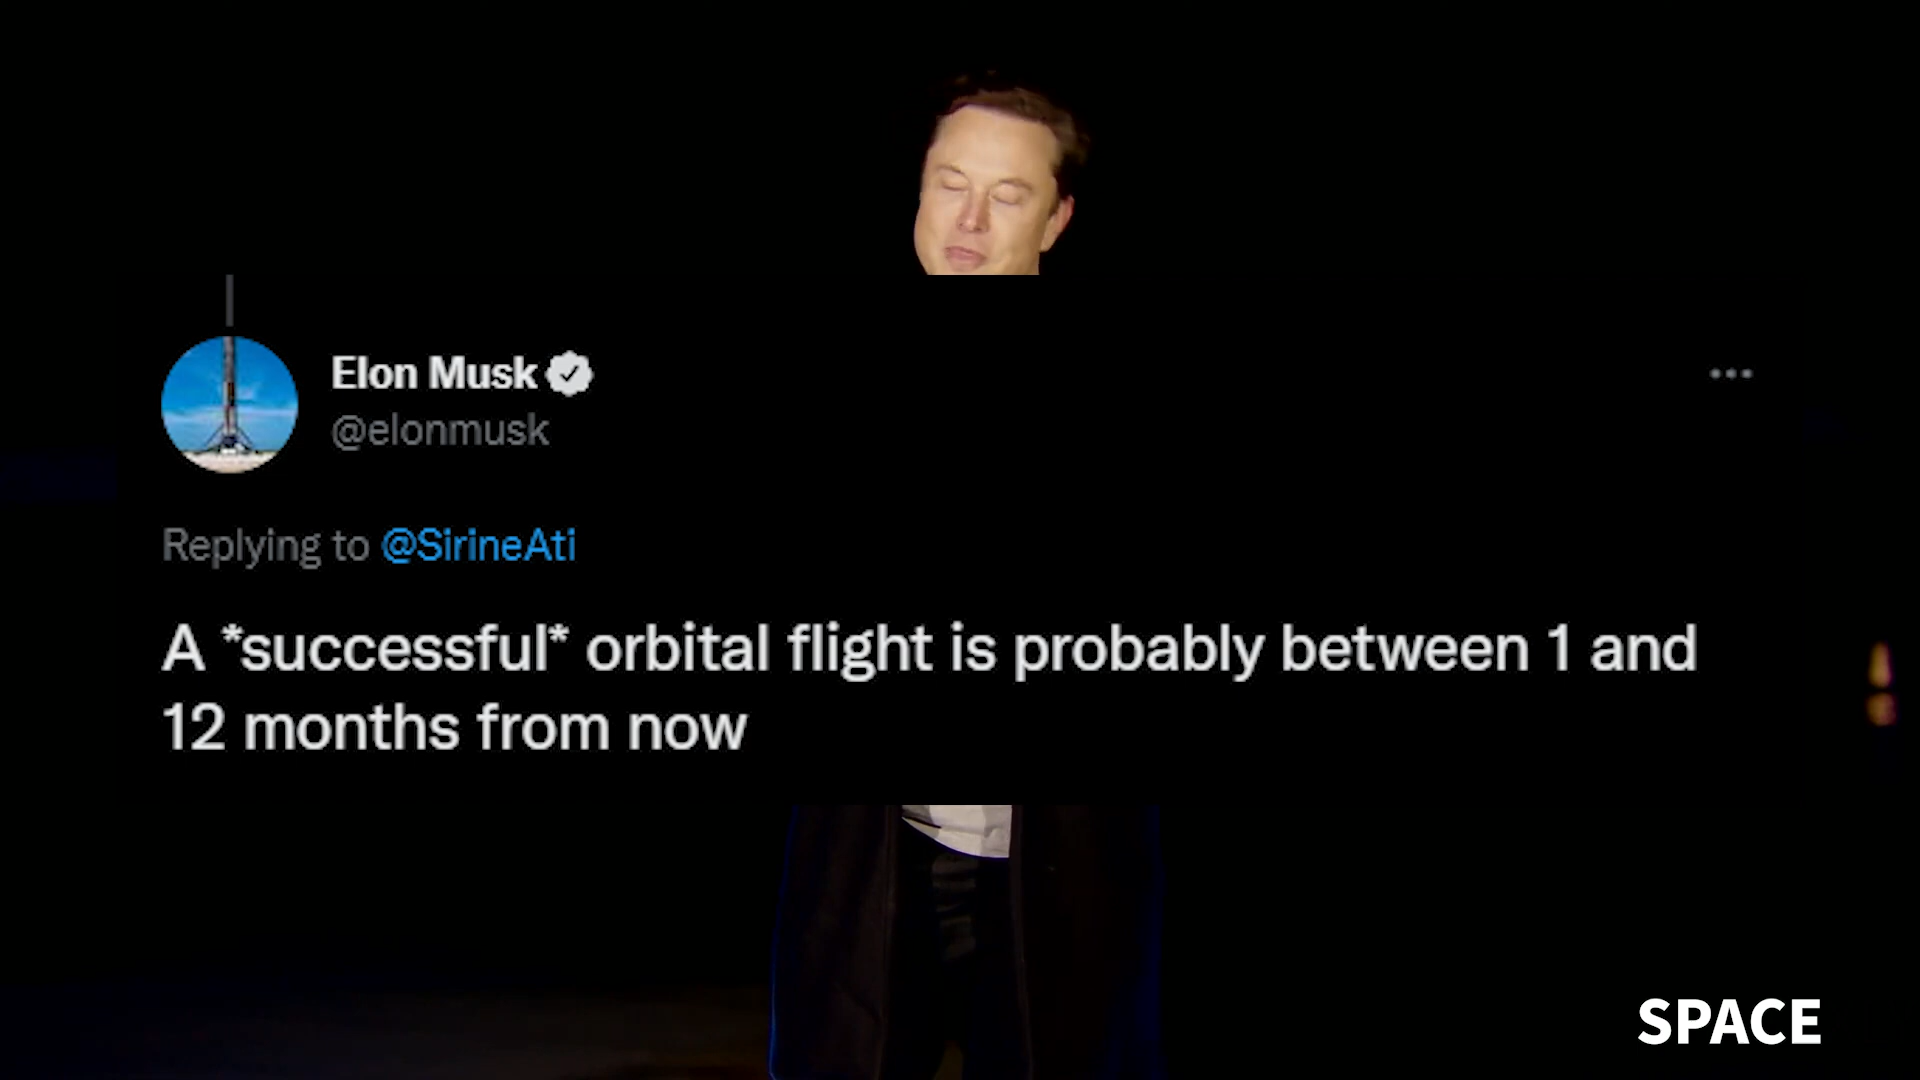 Elon Musk
@elonmusk
Replying to @SirineAti
A *successful* orbital flight is probably between 1 and
12 months from now
SPACE